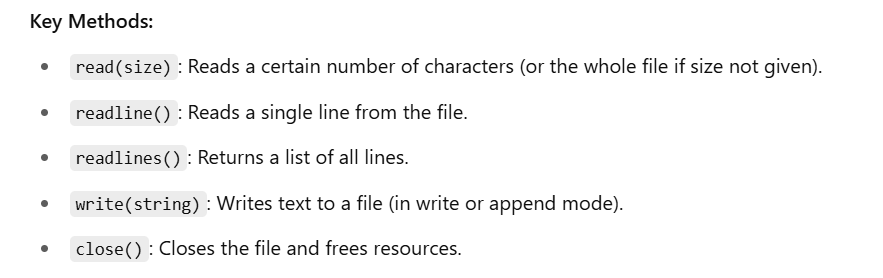 Key Methods:
read(size): Reads a certain number of characters (or the whole file if size not given).
readline(): Reads a single line from the file.
readlines(): Returns a list of all lines.
write(string): Writes text to a file (in write or append mode).
close(): Closes the file and frees resources.